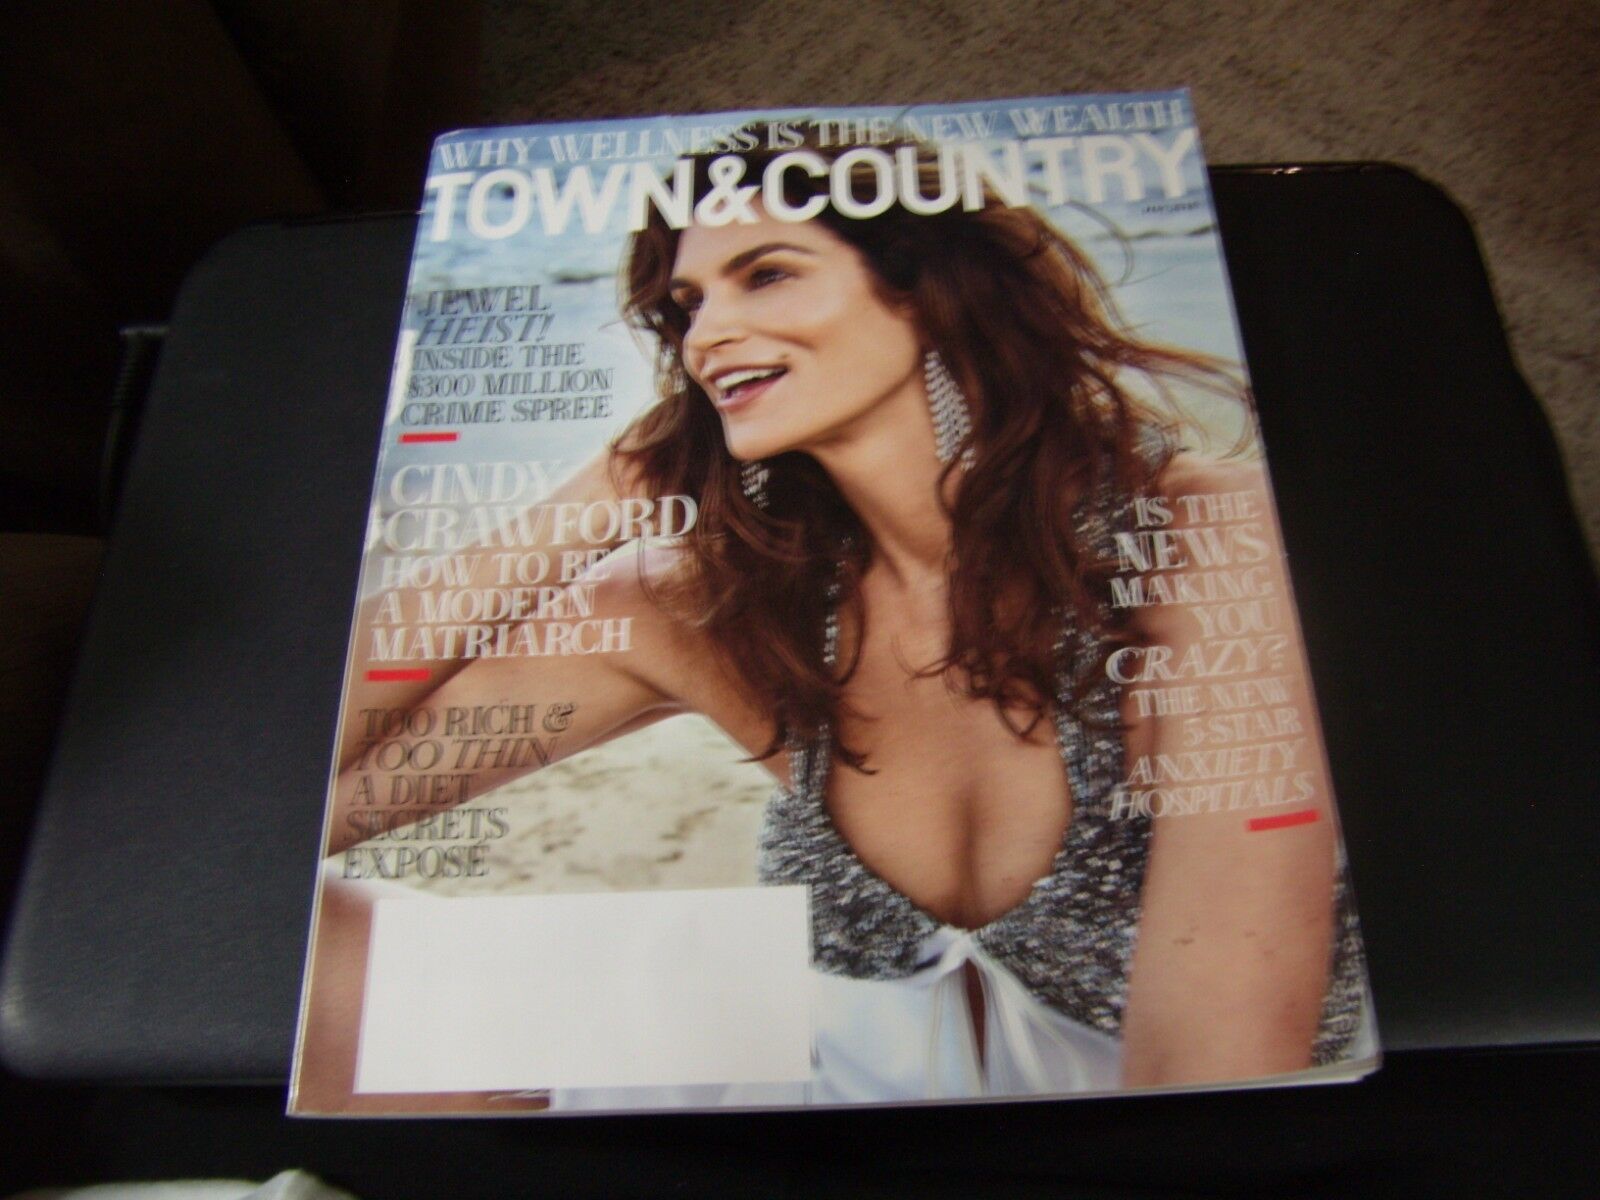 WHY WELLNESS IS THE NEW WEALTH
TOWN&COUNTRY
JEWEL
HEIST!
INSIDE THE
$300 MILLION
CRIME SPREE
CINDY
CRAWFORD
HOW TO BE
A MODERN
MATRIARCH
TOO RICH &
TOO THIN
A DIET
SECRETS
EXPOSÉ
IS THE
NEWS
MAKING
YOU
CRAZY?
THE NEW
5-STAR
ANXIETY
HOSPITALS